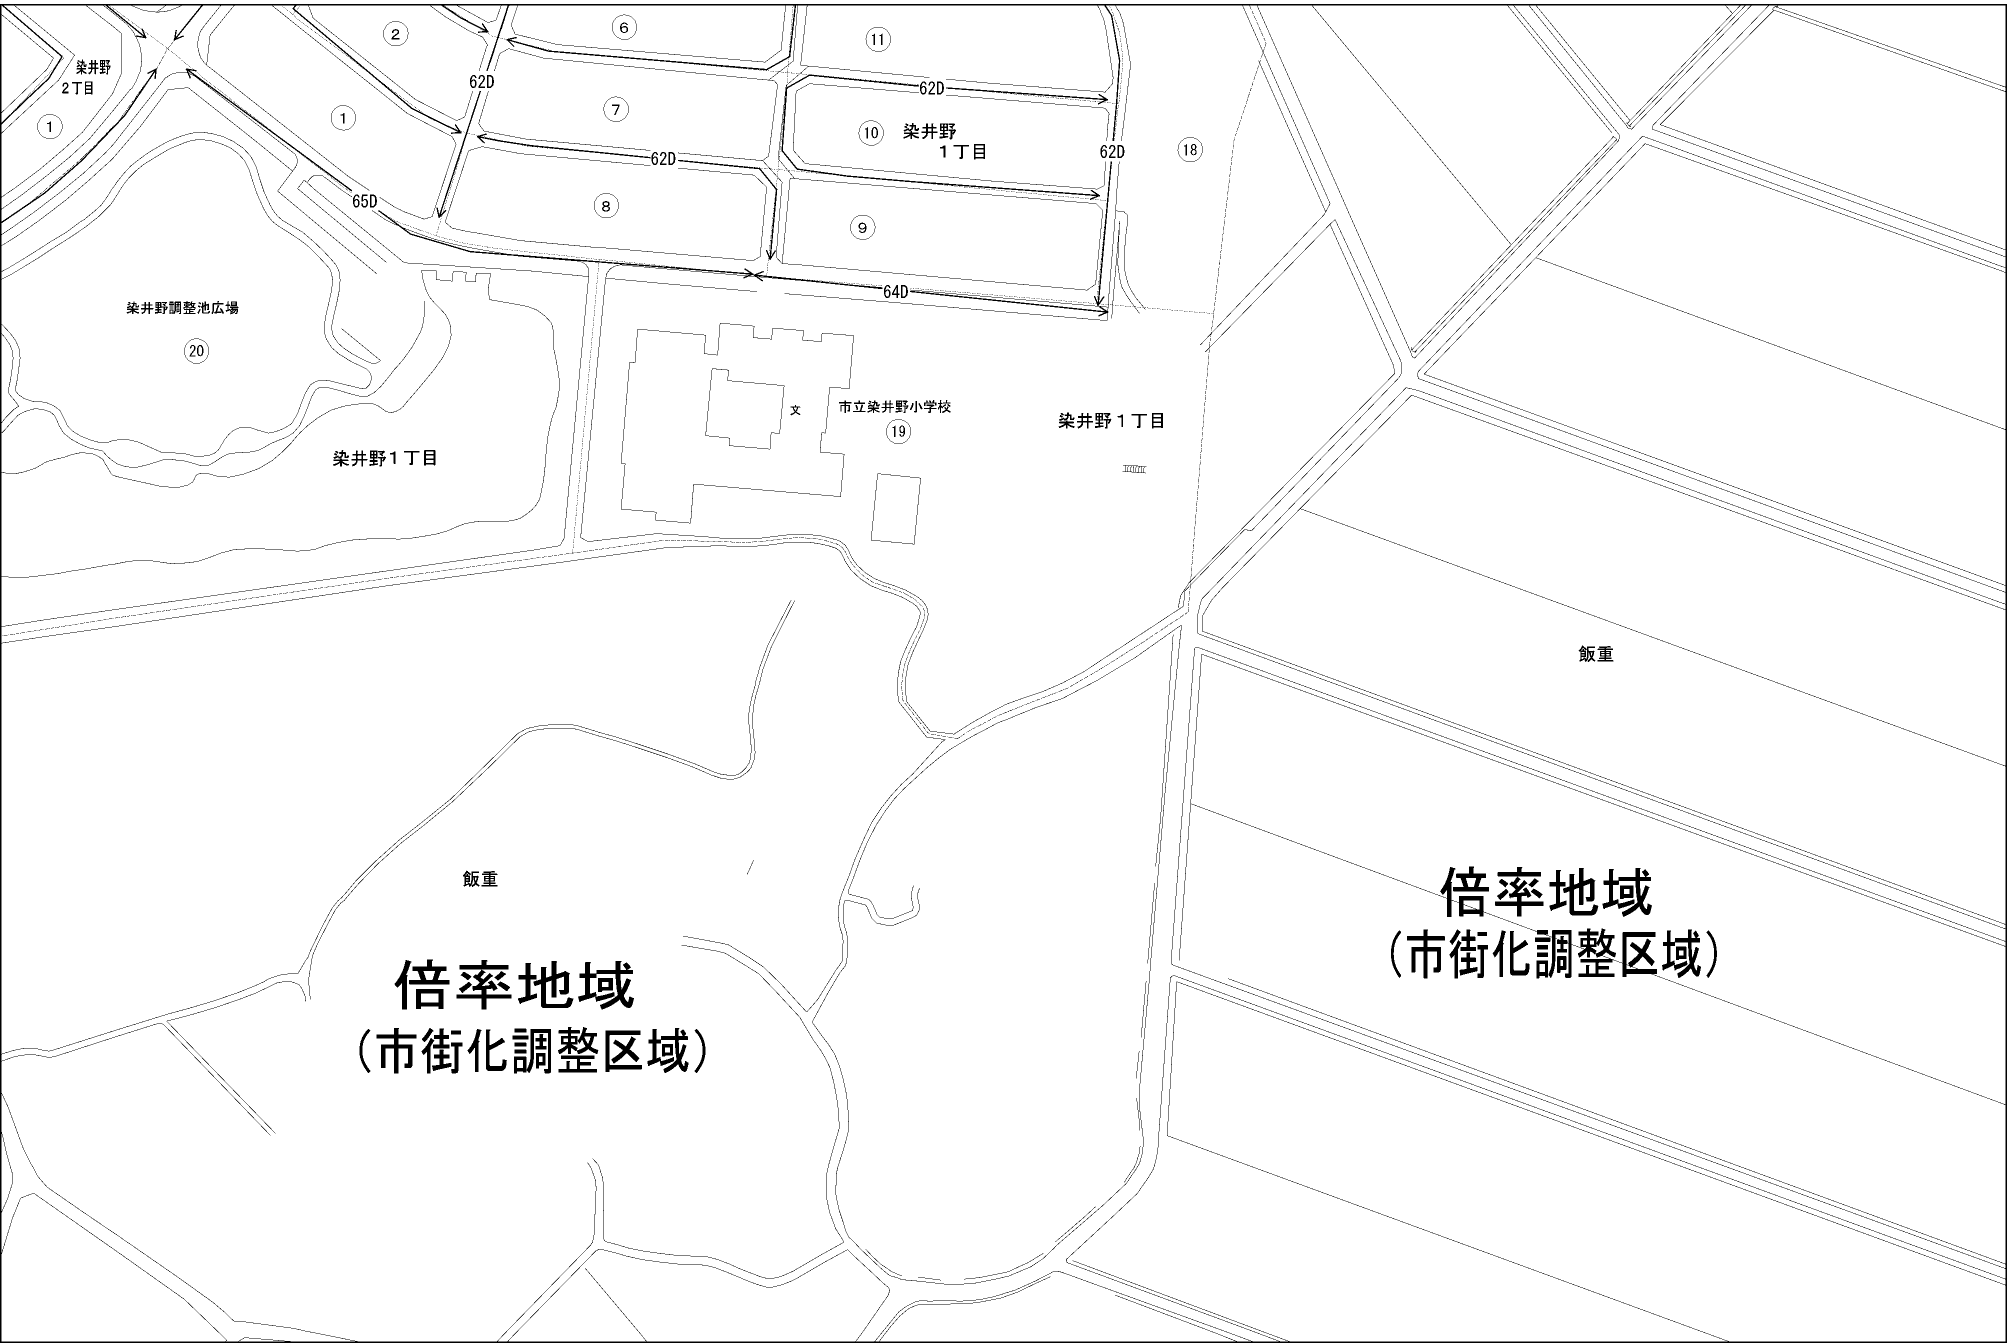 2
6
11
染井野
2丁目
62D
62D
7
1
1
10
染井野
1丁目
62D
18
62D
65D
8
9
64D
染井野調整池広場
20
文
市立染井野小学校
19
染井野1丁目
染井野1丁目
飯重
飯重
倍率地域
(市街化調整区域)
倍率地域
(市街化調整区域)